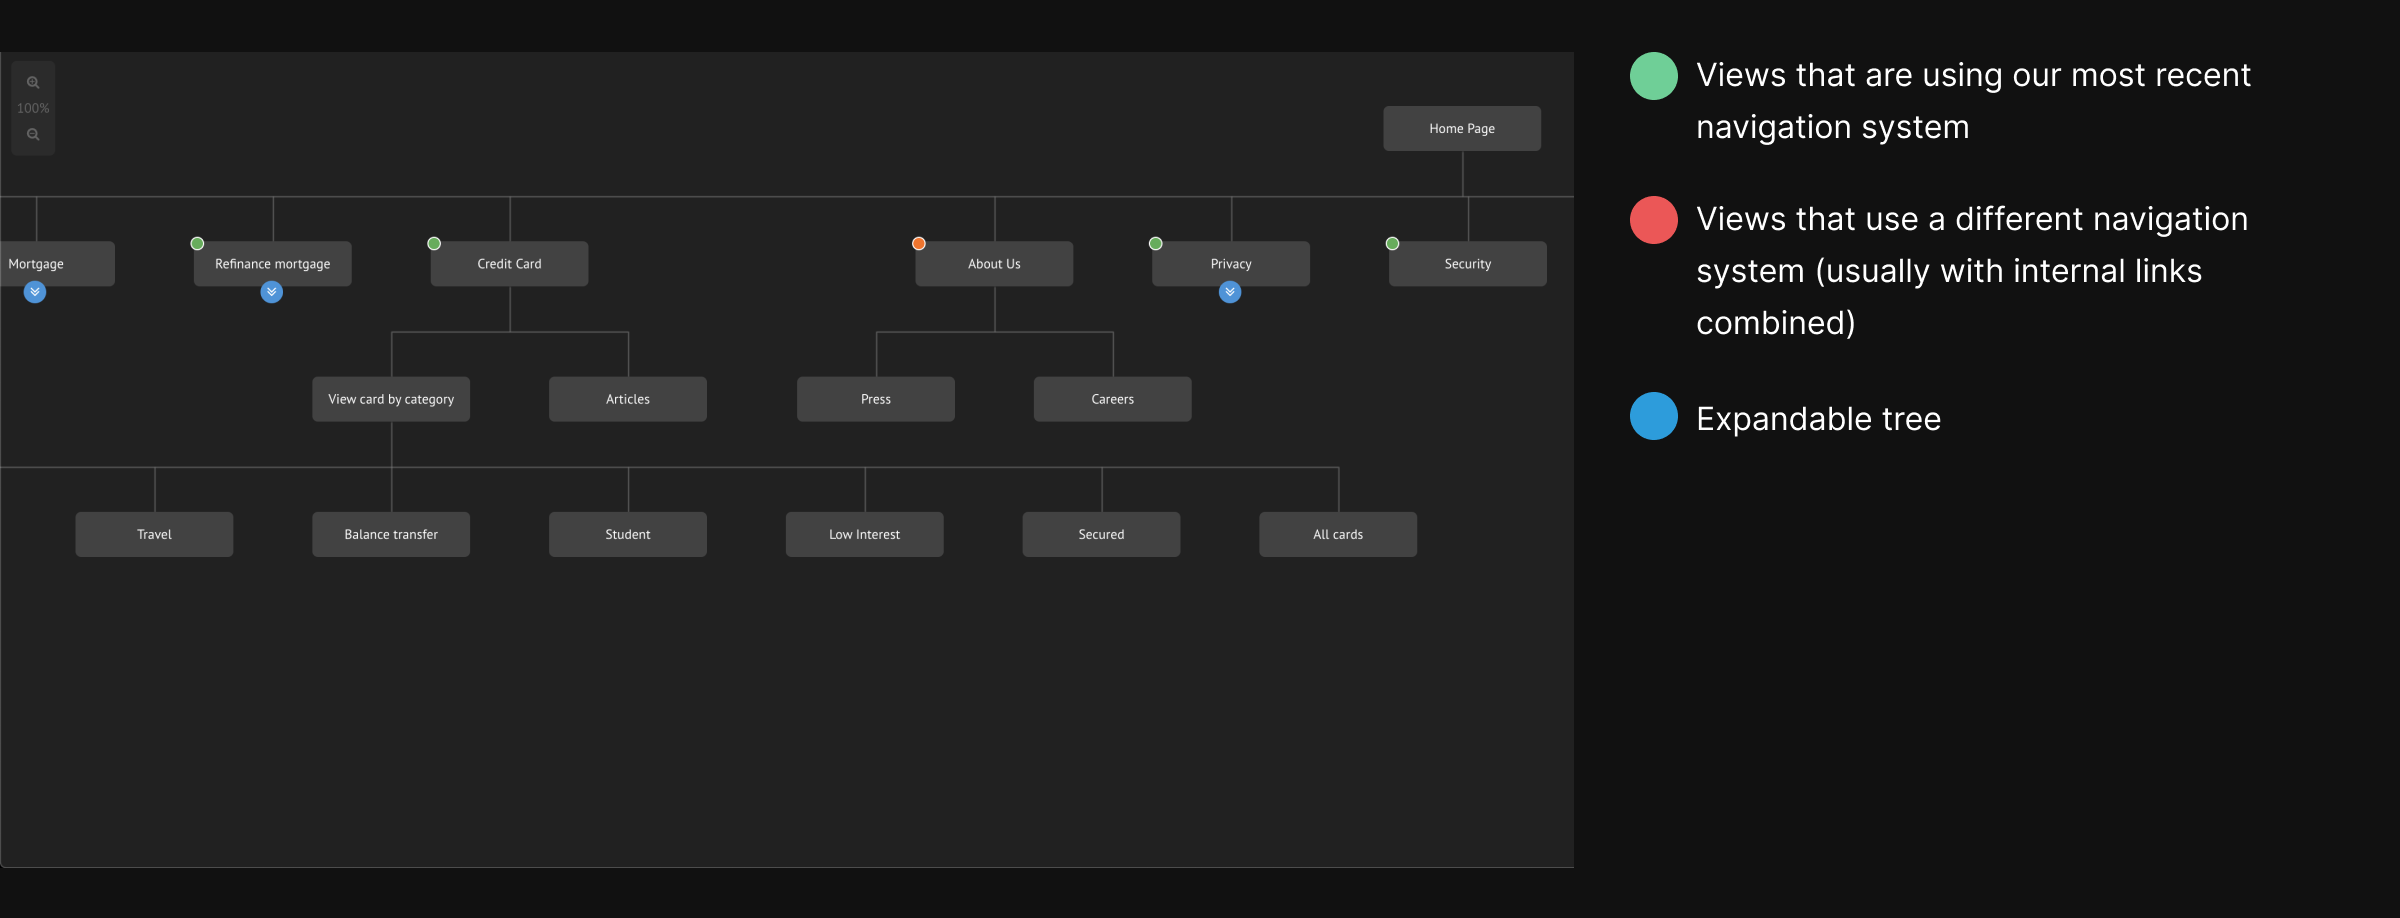 100%
Home Page
Mortgage
Refinance mortgage
Credit Card
About Us
Privacy
Security
View card by category
Articles
Press
Careers
Travel
Balance transfer
Student
Low Interest
Secured
All cards
Views that are using our most recent
navigation system
Views that use a different navigation
system (usually with internal links
combined)
Expandable tree